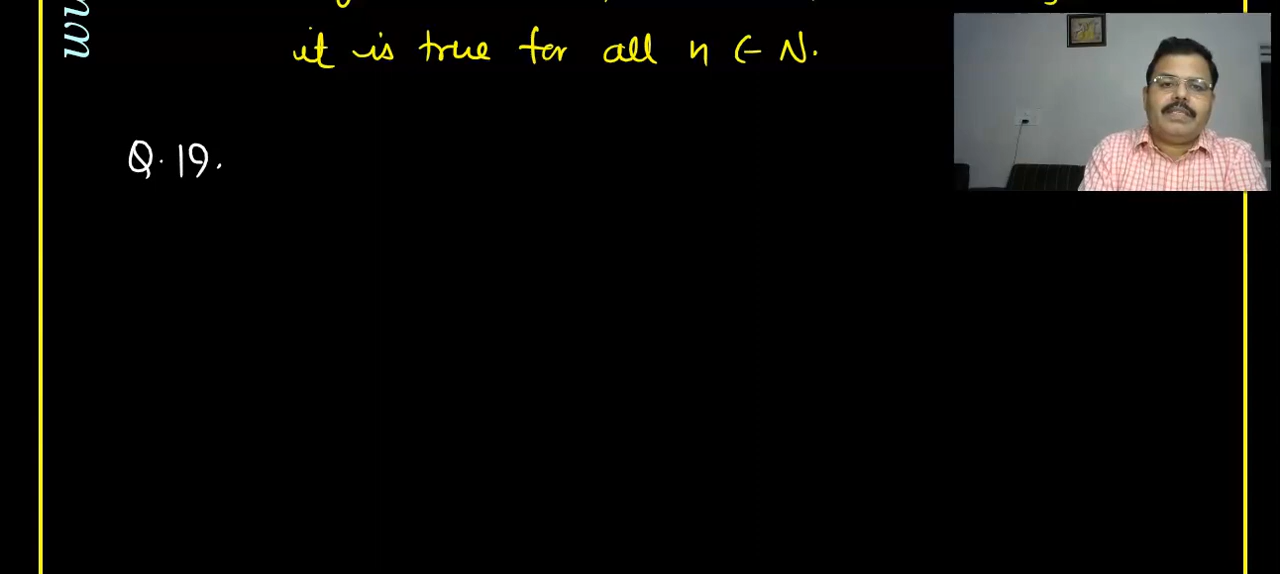 it is true for all n ∈ N.
Q. 19.